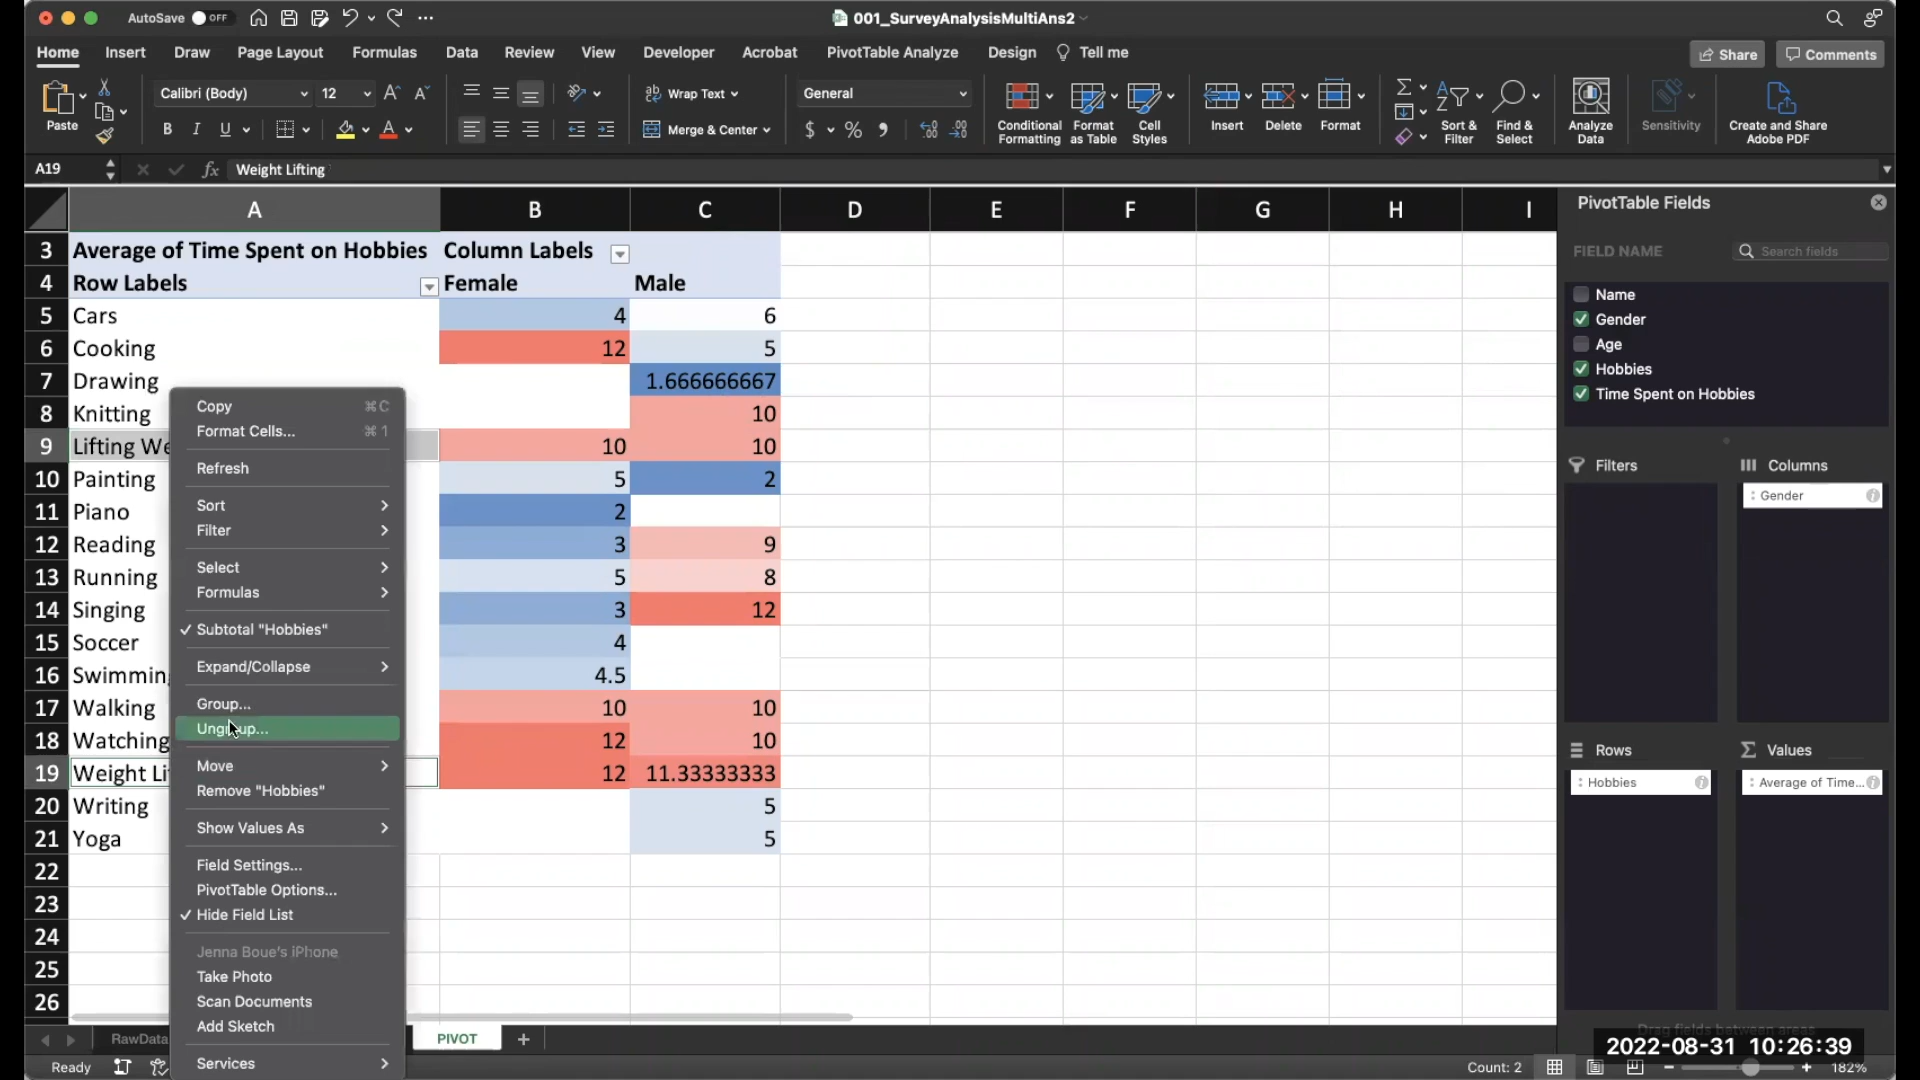 AutoSave OFF
001_SurveyAnalysisMultiAns2
Home Insert Draw Page Layout Formulas Data Review View Developer Acrobat PivotTable Analyze Design Tell me Share Comments
Paste
Calibri (Body) 12 A A
B I U A
Wrap Text
Merge & Center
General
$ %
Conditional Formatting
Format as Table
Cell Styles
Insert
Delete
Format
Sort & Filter
Find & Select
Analyze Data
Sensitivity
Create and Share Adobe PDF
A19 fx Weight Lifting
A B C D E F G H I
3 Average of Time Spent on Hobbies Column Labels
4 Row Labels Female Male
5 Cars 4 6
6 Cooking 12 5
7 Drawing 1.666666667
8 Knitting 10
9 Lifting We 10 10
10 Painting 5 2
11 Piano 2
12 Reading 3 9
13 Running 5 8
14 Singing 3 12
15 Soccer 4
16 Swimming 4.5
17 Walking 10 10
18 Watching 12 10
19 Weight Li 12 11.33333333
20 Writing 5
21 Yoga 5
22
23
24
25
26
Copy ⌘C
Format Cells... ⌘1
Refresh
Sort
Filter
Select
Formulas
✓ Subtotal "Hobbies"
Expand/Collapse
Group...
Ungroup...
Move
Remove "Hobbies"
Show Values As
Field Settings...
PivotTable Options...
✓ Hide Field List
Jenna Boue's iPhone
Take Photo
Scan Documents
Add Sketch
Services
PivotTable Fields
FIELD NAME Search fields
Name
Gender
Age
Hobbies
Time Spent on Hobbies
Filters
Columns
: Gender
Rows
: Hobbies
Values
: Average of Time...
Drag fields between areas
RawData PIVOT +
2022-08-31 10:26:39
Ready
Count: 2
182%